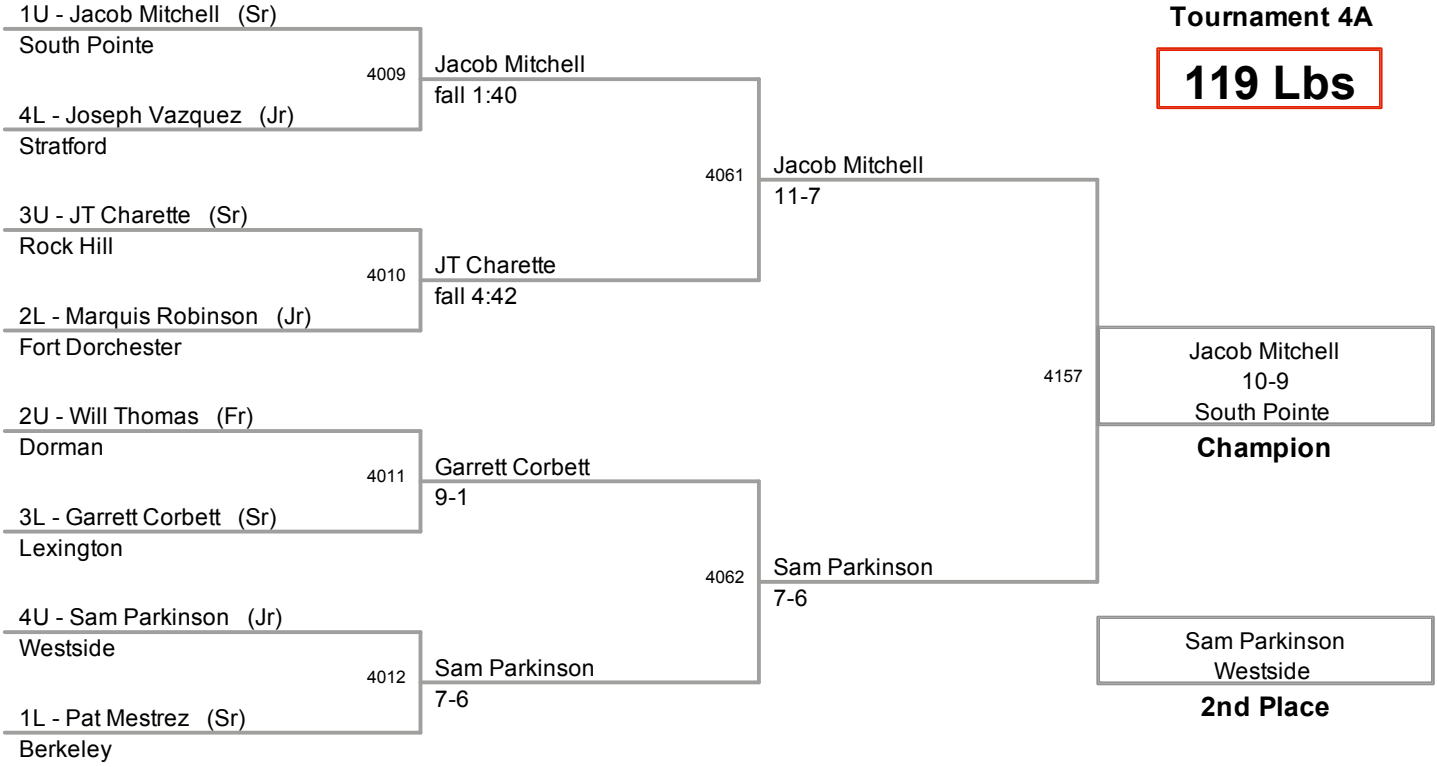 1U - Jacob Mitchell (Sr)
South Pointe
4L - Joseph Vazquez (Jr)
Stratford
3U - JT Charette (Sr)
Rock Hill
2L - Marquis Robinson (Jr)
Fort Dorchester
2U - Will Thomas (Fr)
Dorman
3L - Garrett Corbett (Sr)
Lexington
4U - Sam Parkinson (Jr)
Westside
1L - Pat Mestrez (Sr)
Berkeley
4009
Jacob Mitchell
fall 1:40
4010
JT Charette
fall 4:42
4011
Garrett Corbett
9-1
4012
Sam Parkinson
7-6
4061
Jacob Mitchell
11-7
4062
Sam Parkinson
7-6
Tournament 4A
119 Lbs
4157
Jacob Mitchell
10-9
South Pointe
Champion
Sam Parkinson
Westside
2nd Place